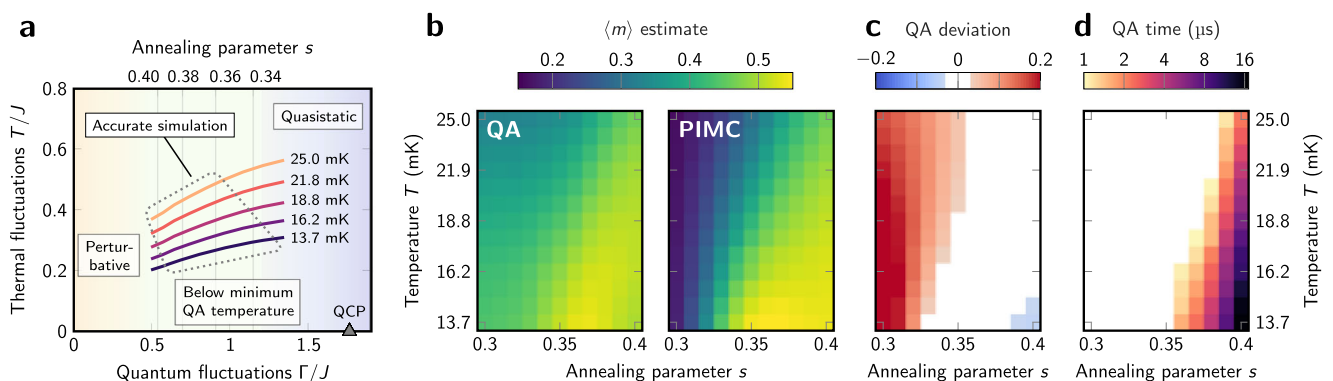 a
Annealing parameter s
0.40 0.38 0.36 0.34
Thermal fluctuations T/J
0.8
0.6
0.4
0.2
0
Accurate simulation
Quasistatic
25.0 mK
21.8 mK
18.8 mK
16.2 mK
13.7 mK
Pertur-
bative
Below minimum
QA temperature
QCP
0 0.5 1 1.5
Quantum fluctuations Γ/J
b
⟨m⟩ estimate
0.2 0.3 0.4 0.5
QA
PIMC
Temperature T (mK)
25.0
21.9
18.8
16.2
13.7
0.3 0.35 0.4
0.3 0.35 0.4
Annealing parameter s
c
QA deviation
−0.2 0 0.2
0.3 0.35 0.4
Annealing parameter s
d
QA time (µs)
1 2 4 8 16
25.0
21.9
18.8
16.2
13.7
Temperature T (mK)
0.3 0.35 0.4
Annealing parameter s